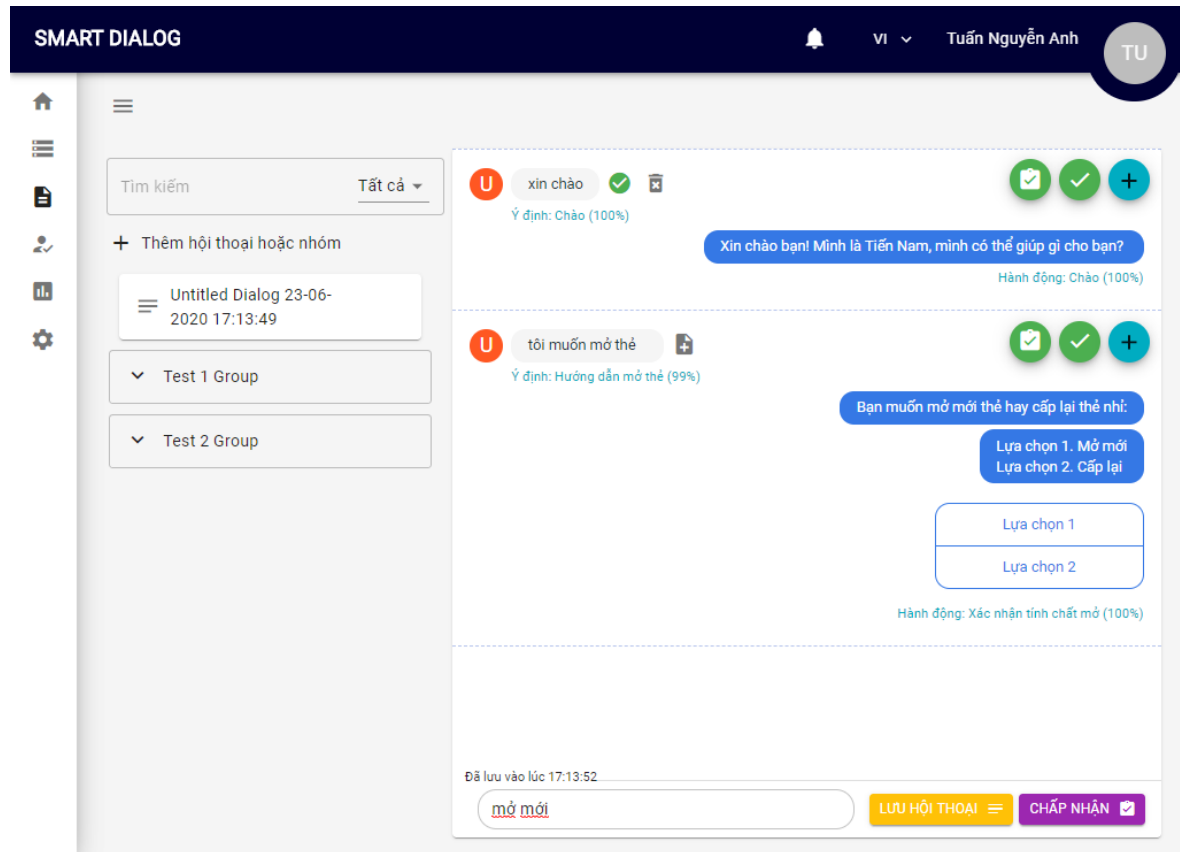 SMART DIALOG
VI
Tuấn Nguyễn Anh
TU
Tìm kiếm
Tất cả
+ Thêm hội thoại hoặc nhóm
Untitled Dialog 23-06-
2020 17:13:49
Test 1 Group
Test 2 Group
U
xin chào
Ý định: Chào (100%)
Xin chào bạn! Mình là Tiến Nam, mình có thể giúp gì cho bạn?
Hành động: Chào (100%)
U
tôi muốn mở thẻ
Ý định: Hướng dẫn mở thẻ (99%)
Bạn muốn mở mới thẻ hay cấp lại thẻ nhỉ:
Lựa chọn 1. Mở mới
Lựa chọn 2. Cấp lại
Lựa chọn 1
Lựa chọn 2
Hành động: Xác nhận tính chất mở (100%)
Đã lưu vào lúc 17:13:52
mở mới
LƯU HỘI THOẠI
CHẤP NHẬN